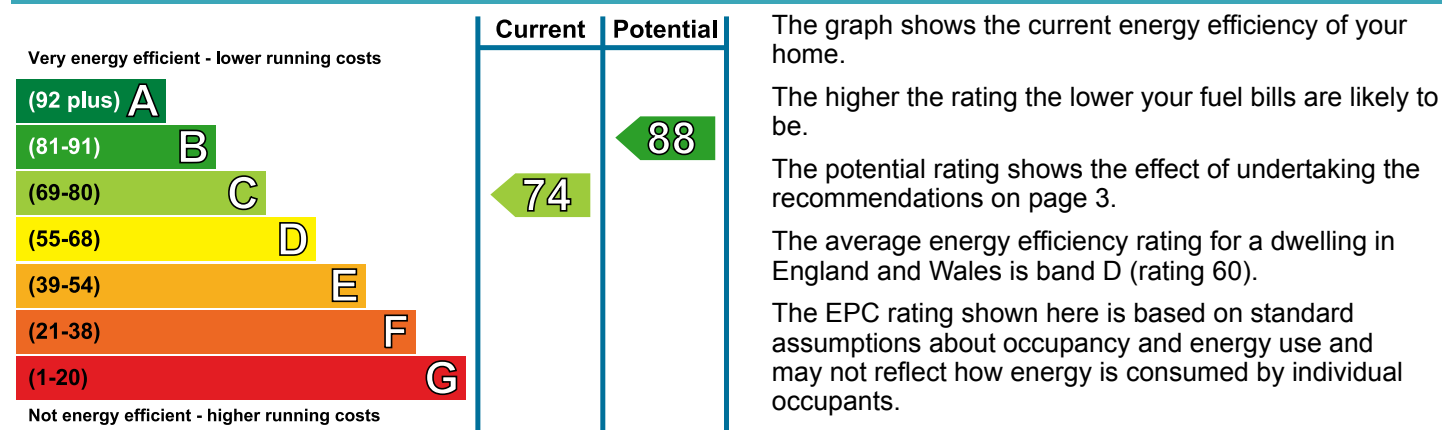 Current Potential
Very energy efficient - lower running costs
(92 plus) A
(81-91) B
88
(69-80) C
74
(55-68) D
(39-54) E
(21-38) F
(1-20) G
Not energy efficient - higher running costs
The graph shows the current energy efficiency of your
home.
The higher the rating the lower your fuel bills are likely to
be.
The potential rating shows the effect of undertaking the
recommendations on page 3.
The average energy efficiency rating for a dwelling in
England and Wales is band D (rating 60).
The EPC rating shown here is based on standard
assumptions about occupancy and energy use and
may not reflect how energy is consumed by individual
occupants.